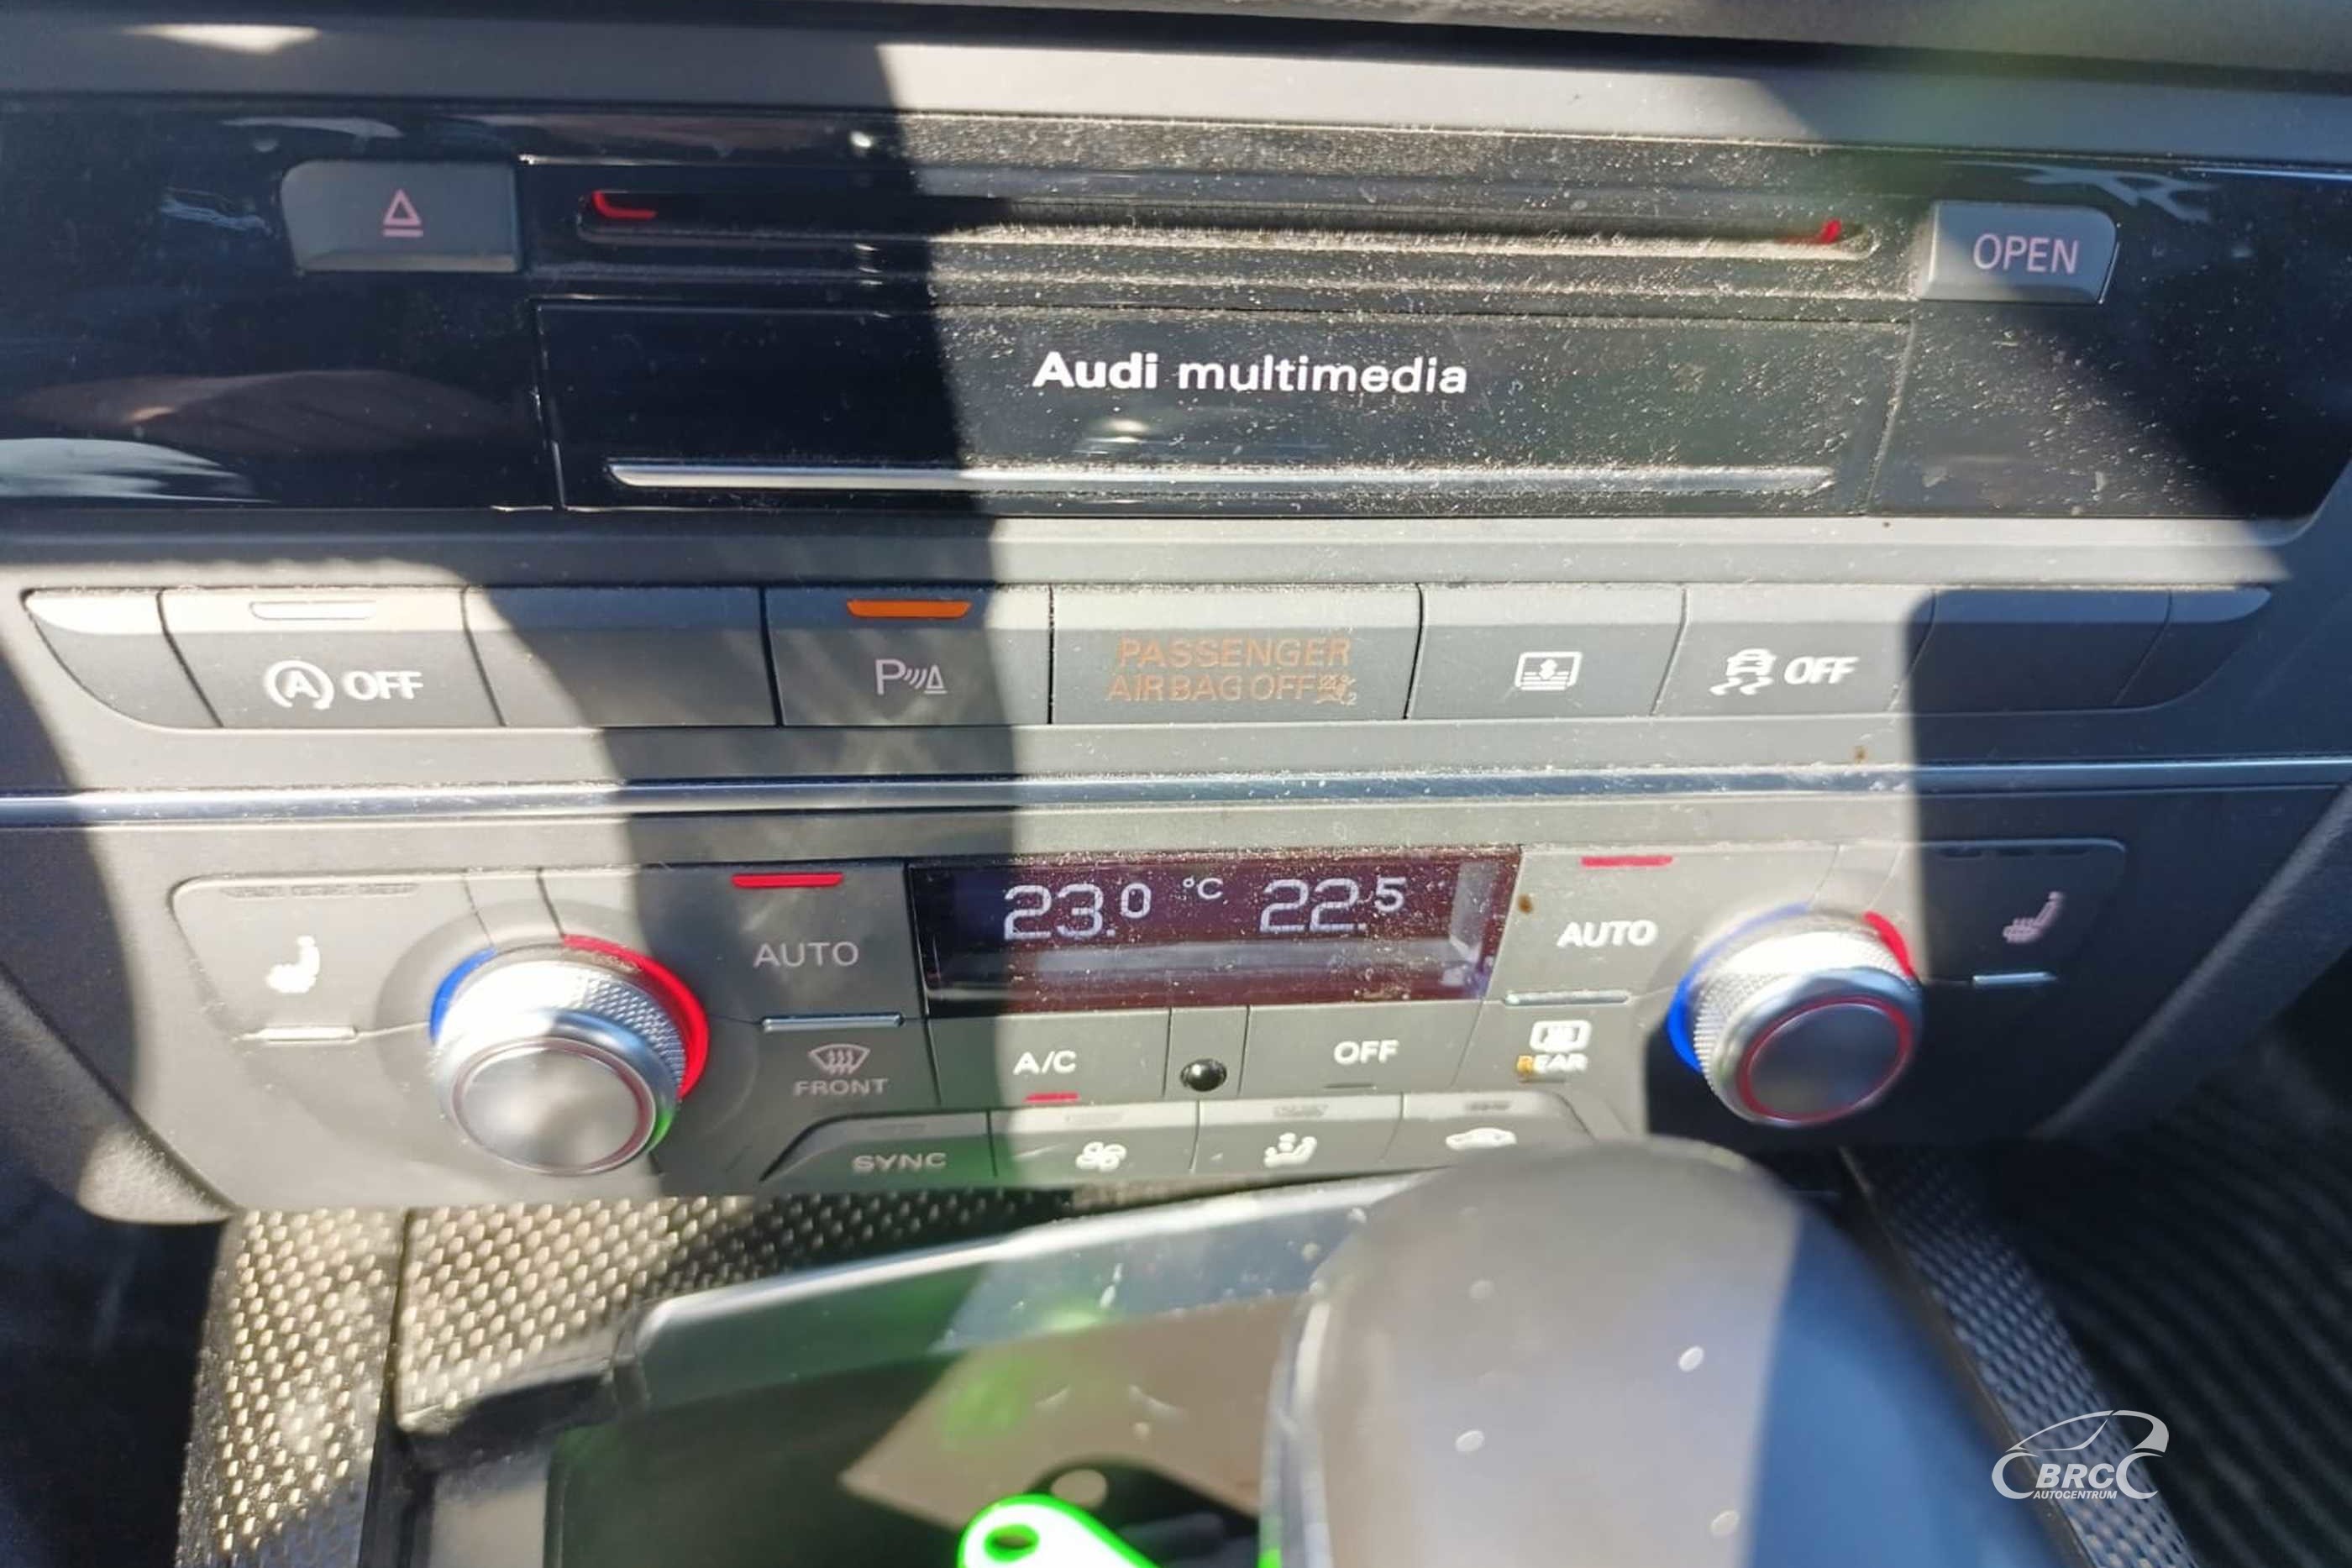 OPEN
Audi multimedia
A OFF
P
PASSENGER
AIR BAG OFF
OFF
23.0 °C 22.5
AUTO
AUTO
A/C
OFF
FRONT
REAR
SYNC
BRC
AUTOCENTRUM